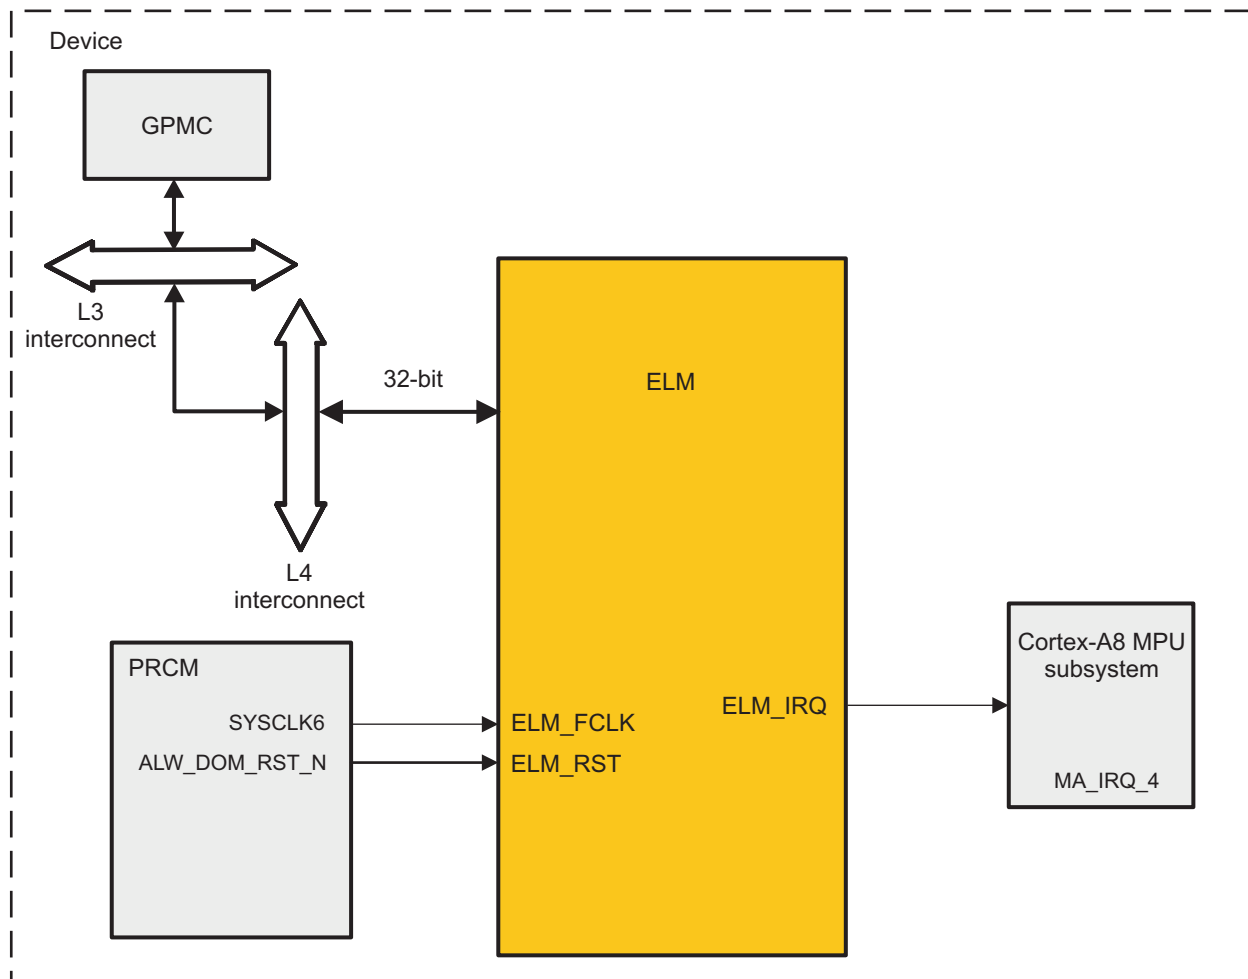 Device
GPMC
L3
interconnect
32-bit
ELM
L4
interconnect
PRCM
SYSCLK6
ALW_DOM_RST_N
ELM_FCLK
ELM_RST
ELM_IRQ
Cortex-A8 MPU
subsystem
MA_IRQ_4